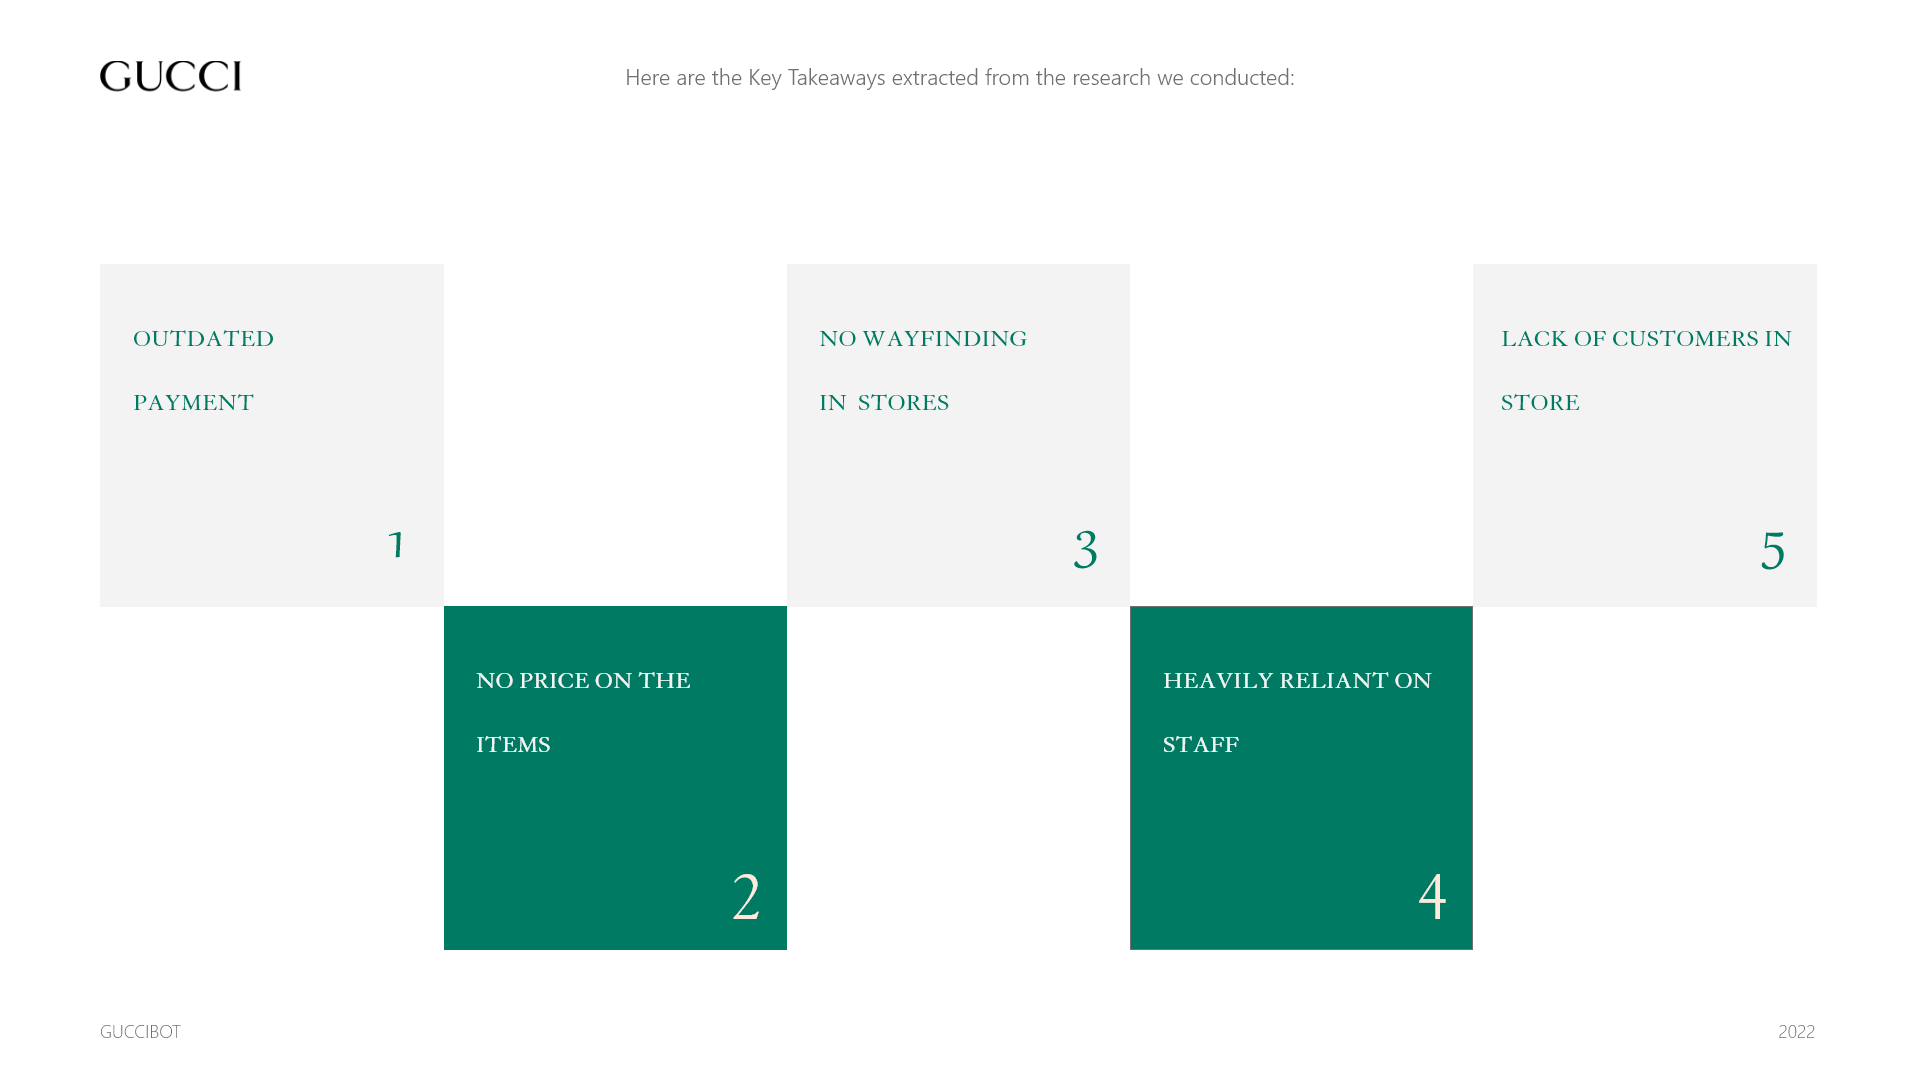 GUCCI
Here are the Key Takeaways extracted from the research we conducted:
OUTDATED
PAYMENT
1
NO PRICE ON THE
ITEMS
2
NO WAYFINDING
IN  STORES
3
HEAVILY RELIANT ON
STAFF
4
LACK OF CUSTOMERS IN
STORE
5
GUCCIBOT
2022